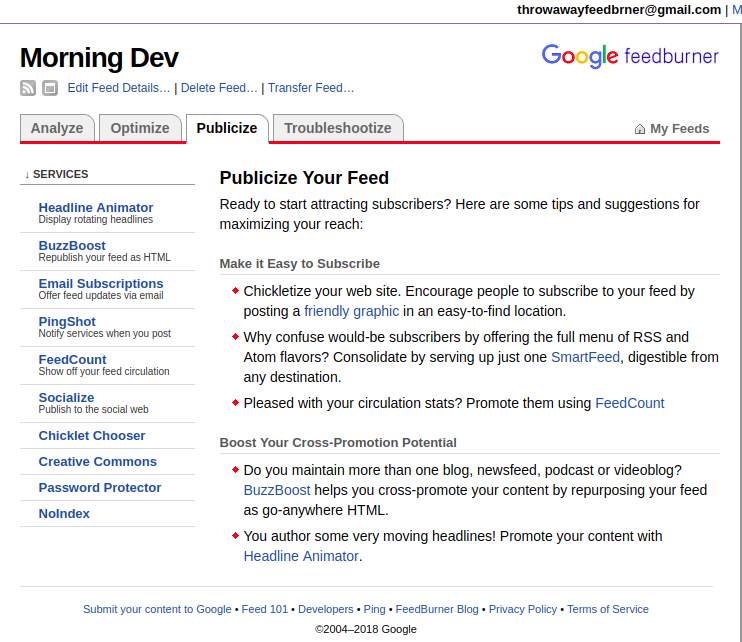 throwawayfeedbrner@gmail.com | M
Morning Dev
Google feedburner
Edit Feed Details… | Delete Feed… | Transfer Feed…
Analyze
Optimize
Publicize
Troubleshootize
My Feeds
↓ SERVICES
Headline Animator
Display rotating headlines
BuzzBoost
Republish your feed as HTML
Email Subscriptions
Offer feed updates via email
PingShot
Notify services when you post
FeedCount
Show off your feed circulation
Socialize
Publish to the social web
Chicklet Chooser
Creative Commons
Password Protector
NoIndex
Publicize Your Feed
Ready to start attracting subscribers? Here are some tips and suggestions for
maximizing your reach:
Make it Easy to Subscribe
Chickletize your web site. Encourage people to subscribe to your feed by
posting a friendly graphic in an easy-to-find location.
Why confuse would-be subscribers by offering the full menu of RSS and
Atom flavors? Consolidate by serving up just one SmartFeed, digestible from
any destination.
Pleased with your circulation stats? Promote them using FeedCount
Boost Your Cross-Promotion Potential
Do you maintain more than one blog, newsfeed, podcast or videoblog?
BuzzBoost helps you cross-promote your content by repurposing your feed
as go-anywhere HTML.
You author some very moving headlines! Promote your content with
Headline Animator.
Submit your content to Google • Feed 101 • Developers • Ping • FeedBurner Blog • Privacy Policy • Terms of Service
©2004–2018 Google